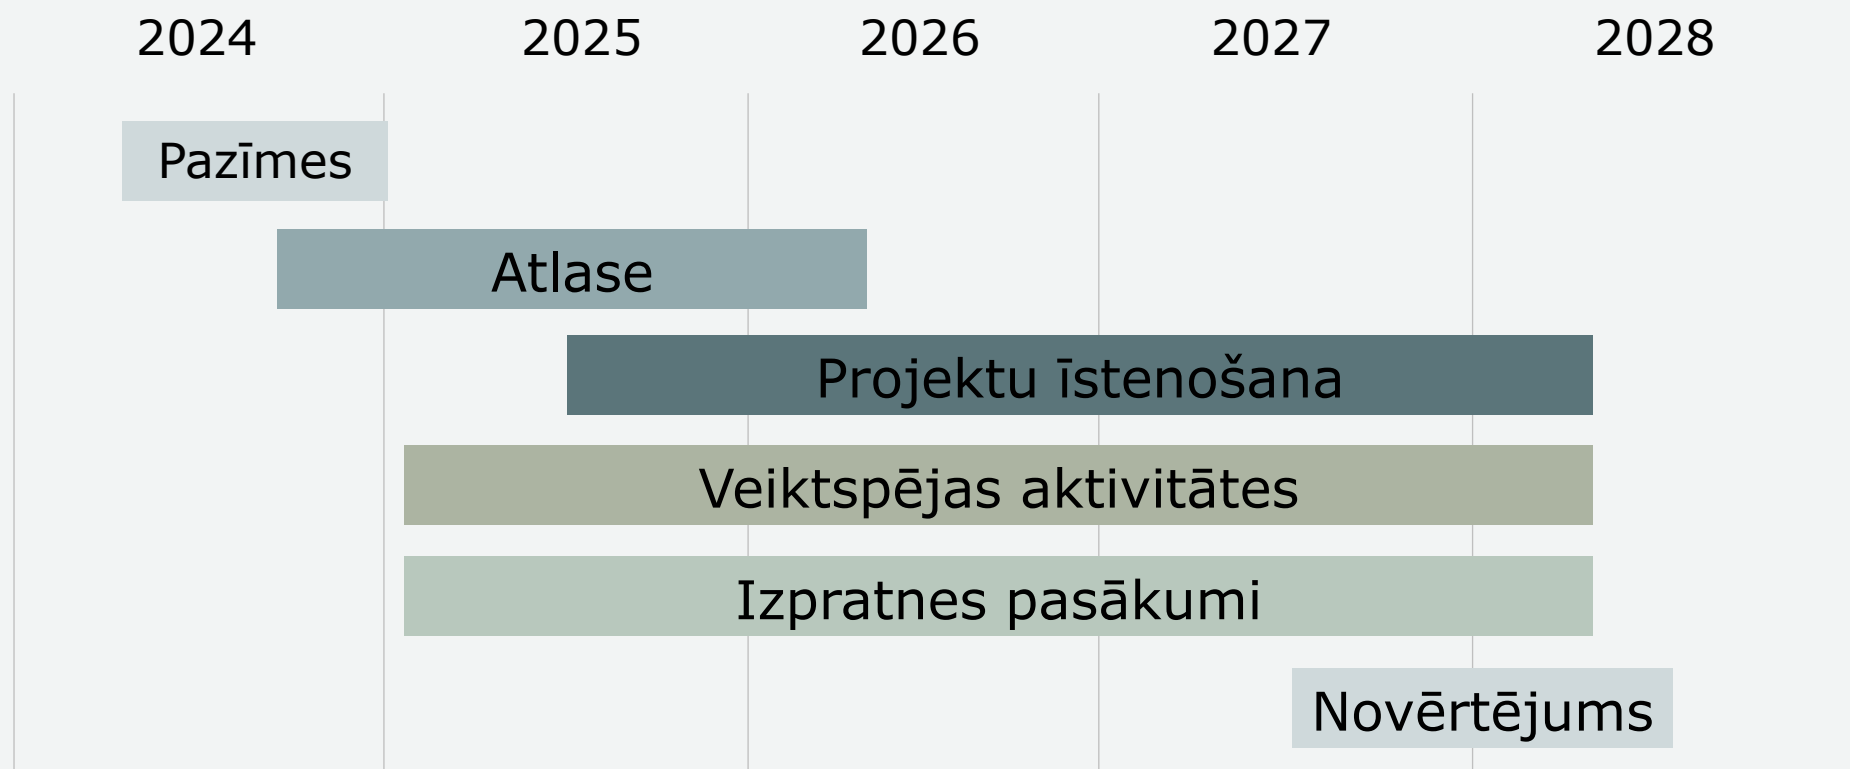 2024 2025 2026 2027 2028
Pazīmes
Atlase
Projektu īstenošana
Veiktspējas aktivitātes
Izpratnes pasākumi
Novērtējums